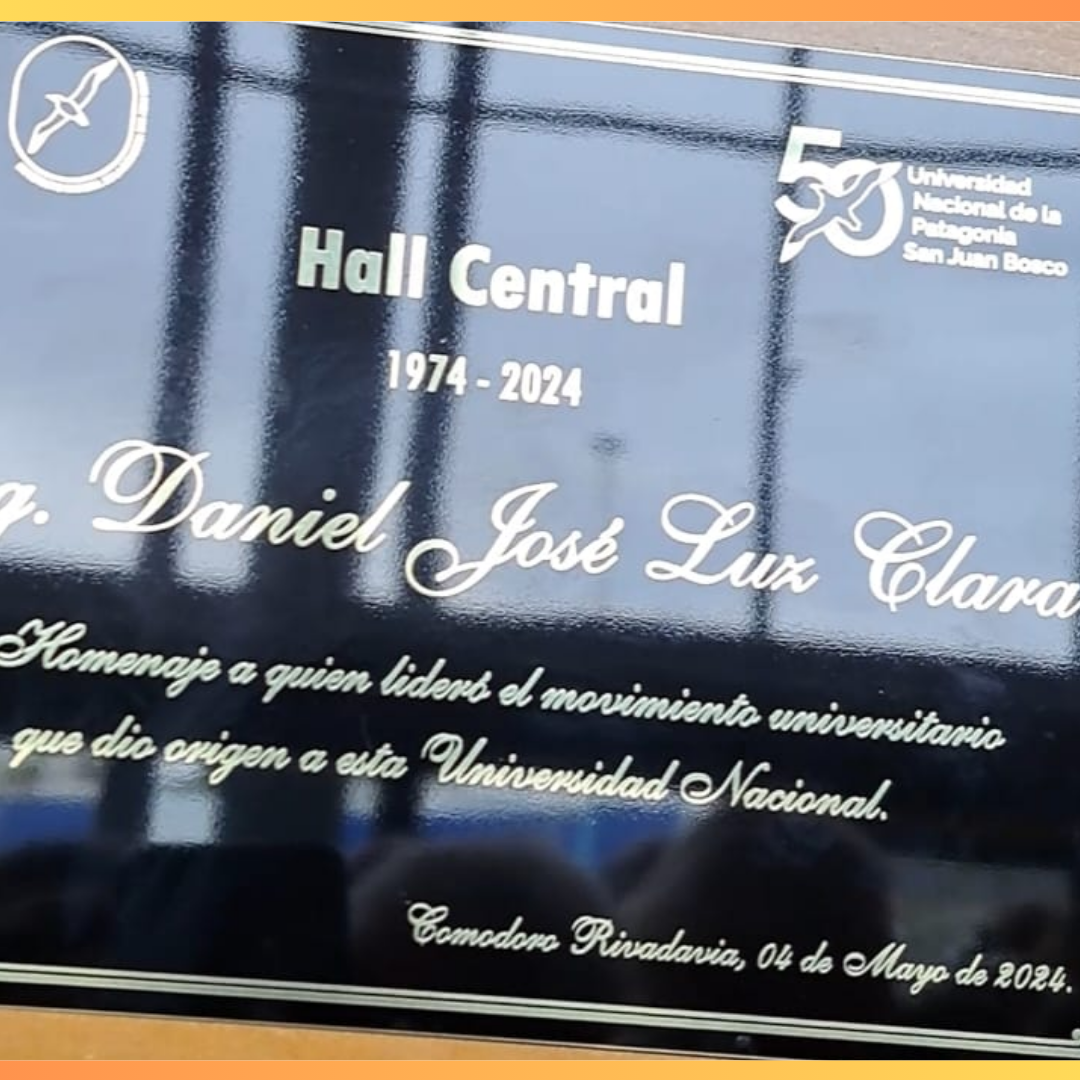 50
Universidad
Nacional de la
Patagonia
San Juan Bosco
Hall Central
1974 - 2024
g. Daniel José Luz Clara
Homenaje a quien lideró el movimiento universitario
que dio origen a esta Universidad Nacional.
Comodoro Rivadavia, 04 de Mayo de 2024.